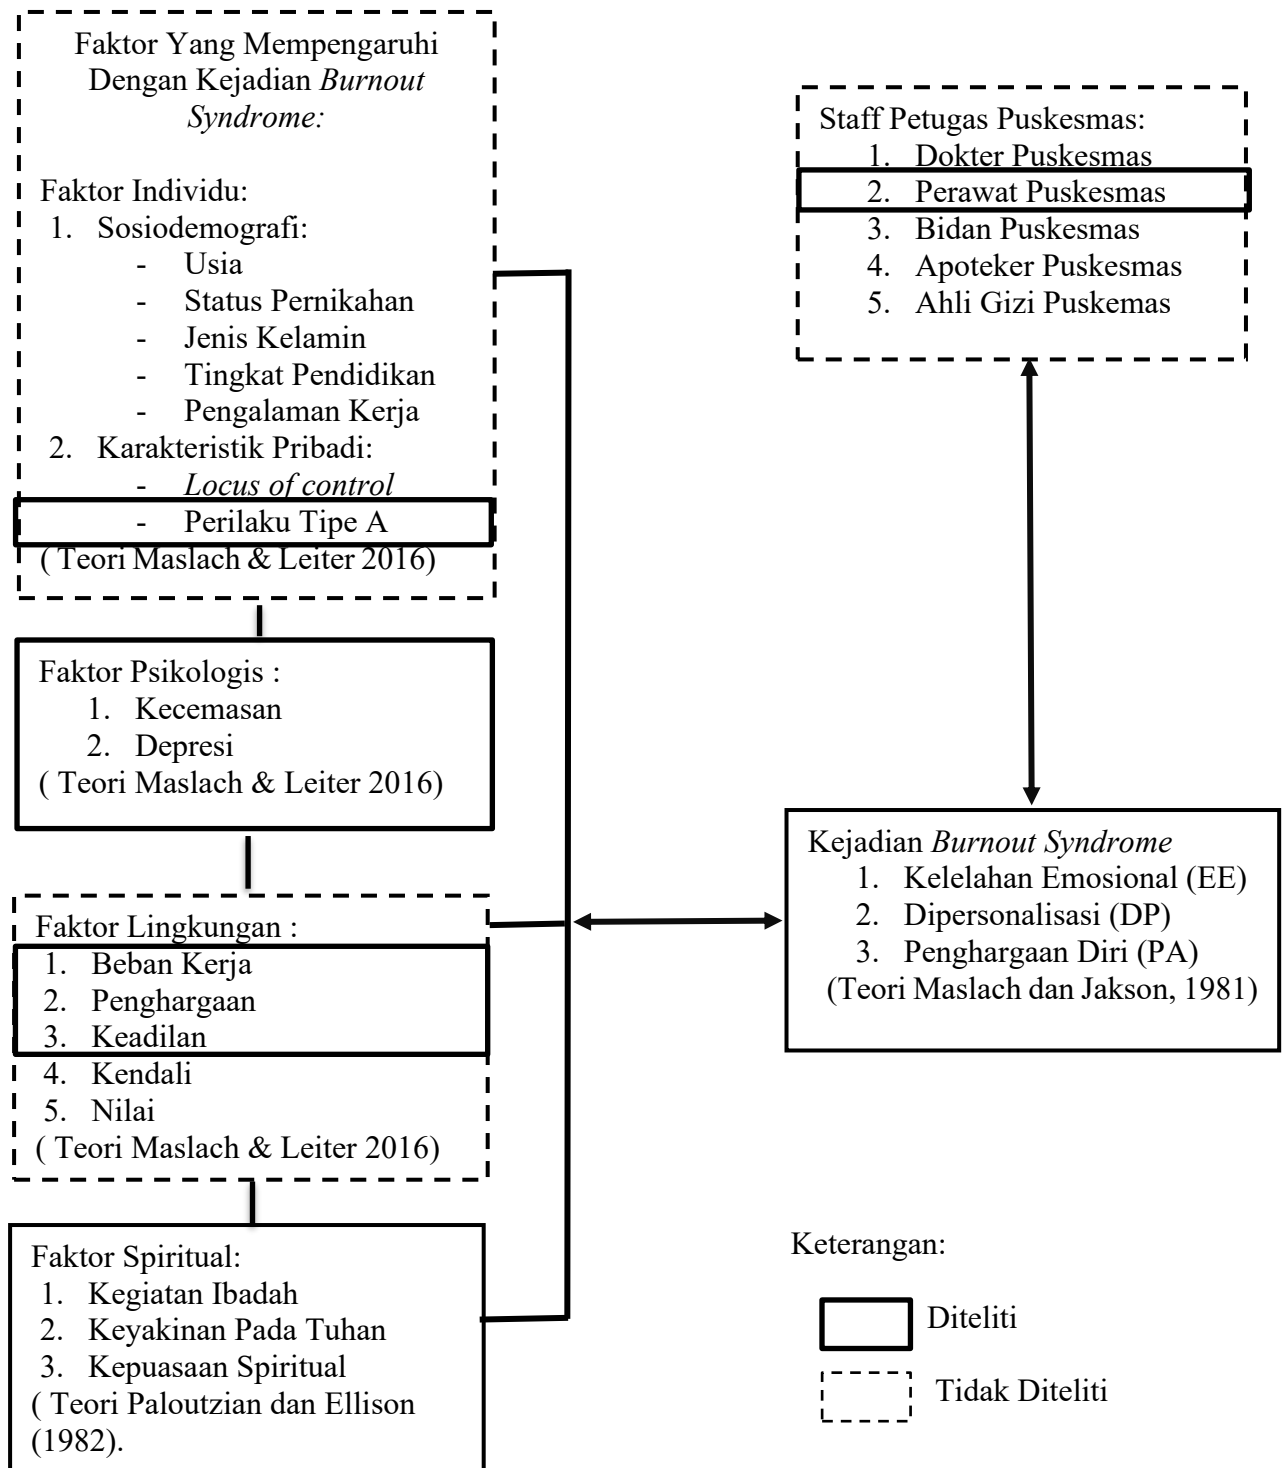 Faktor Yang Mempengaruhi
Dengan Kejadian Burnout
Syndrome:
Faktor Individu:
1. Sosiodemografi:
- Usia
- Status Pernikahan
- Jenis Kelamin
- Tingkat Pendidikan
- Pengalaman Kerja
2. Karakteristik Pribadi:
- Locus of control
- Perilaku Tipe A
( Teori Maslach & Leiter 2016)
Faktor Psikologis :
1. Kecemasan
2. Depresi
( Teori Maslach & Leiter 2016)
Faktor Lingkungan :
1. Beban Kerja
2. Penghargaan
3. Keadilan
4. Kendali
5. Nilai
( Teori Maslach & Leiter 2016)
Faktor Spiritual:
1. Kegiatan Ibadah
2. Keyakinan Pada Tuhan
3. Kepuasaan Spiritual
( Teori Paloutzian dan Ellison
(1982).
Staff Petugas Puskesmas:
1. Dokter Puskesmas
2. Perawat Puskesmas
3. Bidan Puskesmas
4. Apoteker Puskesmas
5. Ahli Gizi Puskemas
Kejadian Burnout Syndrome
1. Kelelahan Emosional (EE)
2. Dipersonalisasi (DP)
3. Penghargaan Diri (PA)
(Teori Maslach dan Jakson, 1981)
Keterangan:
Diteliti
Tidak Diteliti